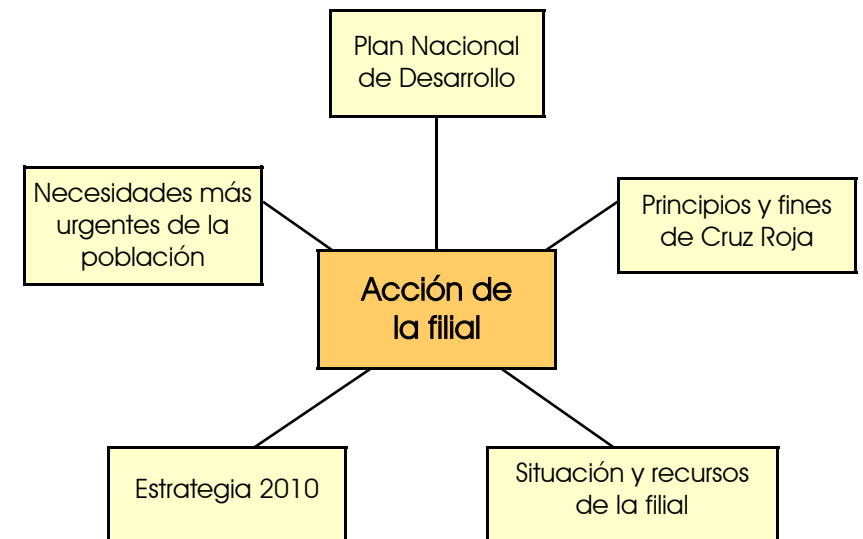 Plan Nacional
de Desarrollo
Necesidades más
urgentes de la
población
Principios y fines
de Cruz Roja
Acción de
la filial
Estrategia 2010
Situación y recursos
de la filial